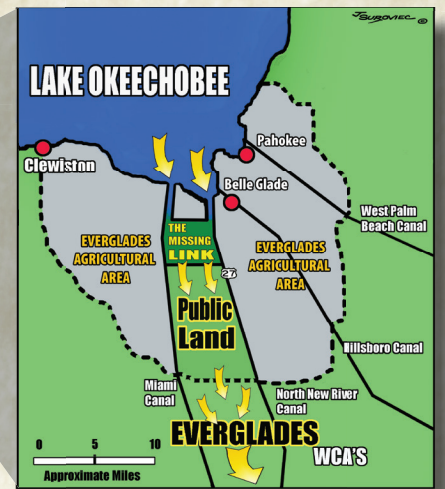 J SUROVIEC ©
LAKE OKEECHOBEE
Pahokee
Clewiston
Belle Glade
West Palm
Beach Canal
THE
MISSING
LINK
EVERGLADES
AGRICULTURAL
AREA
27
EVERGLADES
AGRICULTURAL
AREA
Public
Land
Hillsboro Canal
Miami
Canal
North New River
Canal
EVERGLADES
WCA'S
0 5 10
Approximate Miles